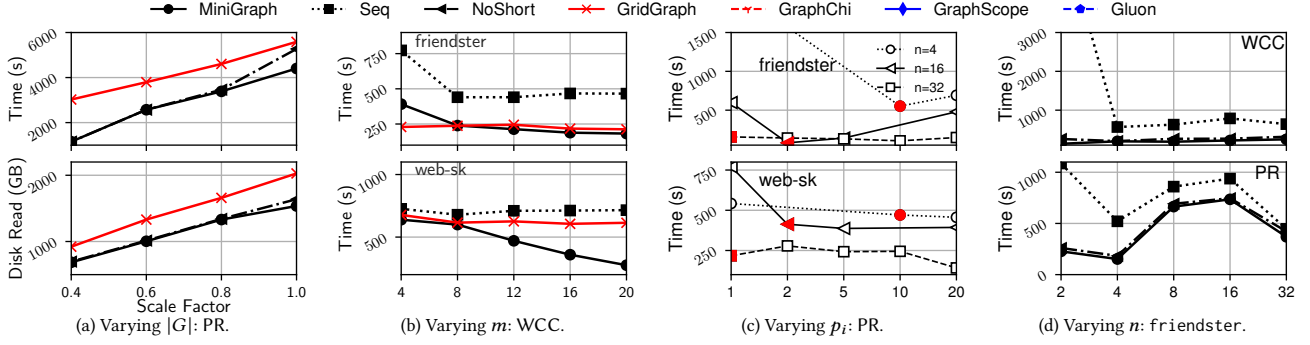 MiniGraph Seq NoShort GridGraph GraphChi GraphScope Gluon
6000
4000
2000
Time (s)
2000
1000
Disk Read (GB)
0.4 0.6 0.8 1.0
Scale Factor
(a) Varying |G|: PR.
friendster
750
500
250
Time (s)
web-sk
1000
500
Time (s)
4 8 12 16 20
(b) Varying m: WCC.
1500
1000
500
Time (s)
friendster
n=4
n=16
n=32
web-sk
750
500
250
Time (s)
1 2 5 10 20
(c) Varying p_i: PR.
3000
1000
0
Time (s)
WCC
PR
1000
500
0
Time (s)
2 4 8 16 32
(d) Varying n: friendster.